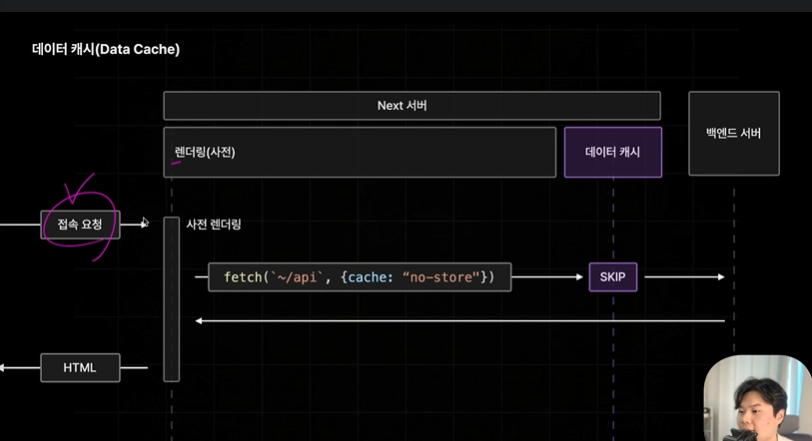 데이터 캐시(Data Cache)
Next 서버
백엔드 서버
렌더링(사전)
데이터 캐시
접속 요청
사전 렌더링
fetch(`~/api`, {cache: “no-store"})
SKIP
HTML